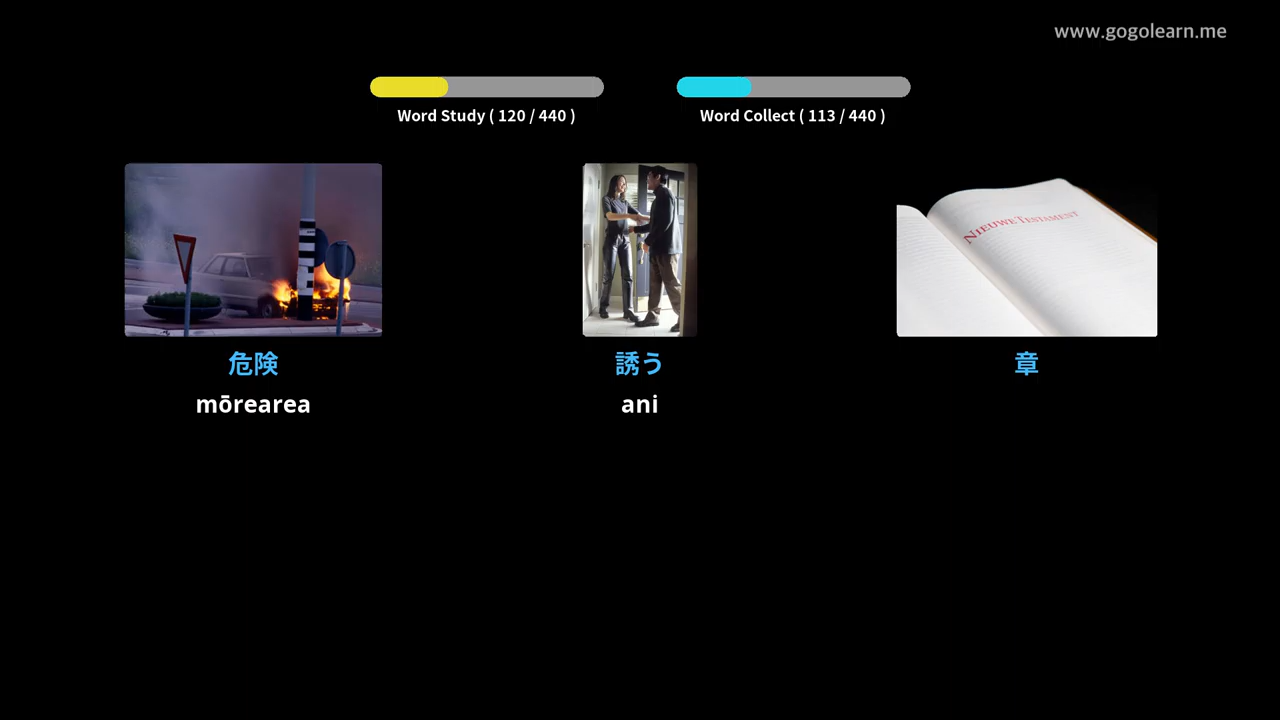 www.gogolearn.me
Word Study ( 120 / 440 )
Word Collect ( 113 / 440 )
NIEUWE TESTAMENT
危険
誘う
章
mōrearea
ani